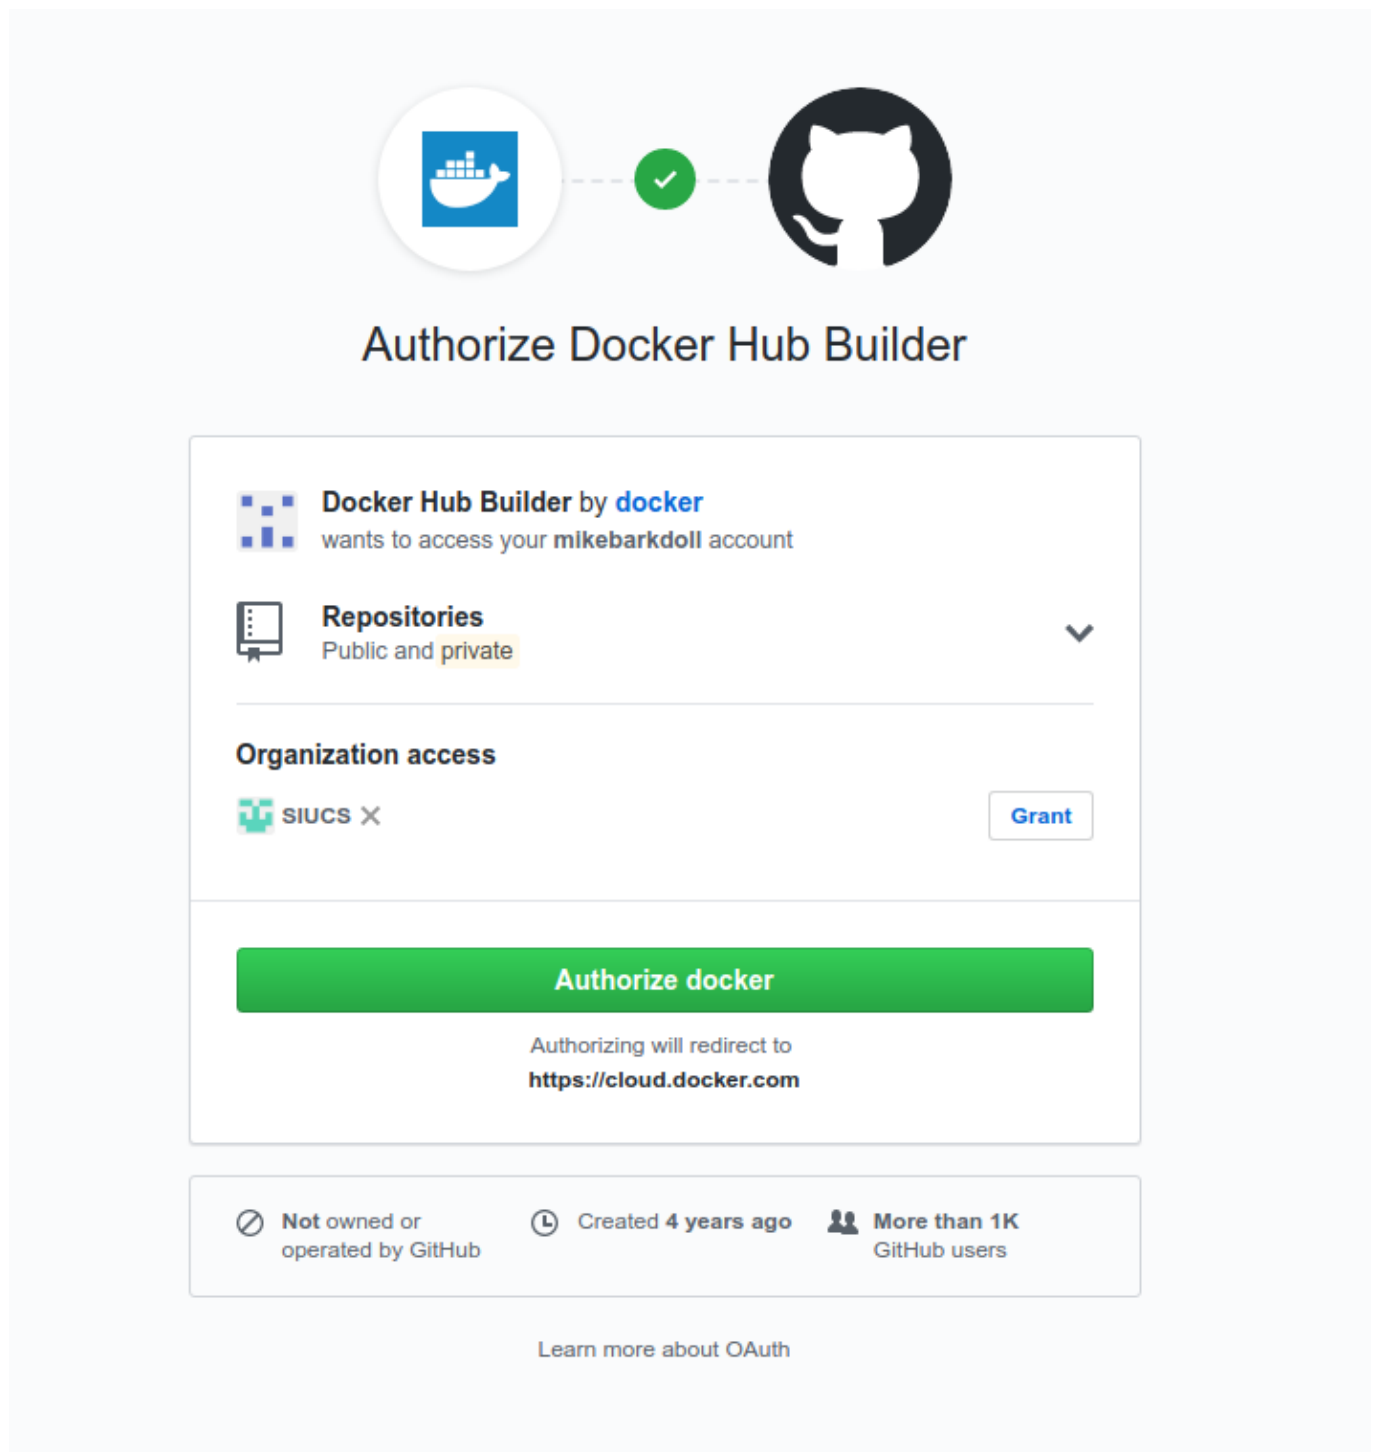 Authorize Docker Hub Builder
Docker Hub Builder by docker
wants to access your mikebarkdoll account
Repositories
Public and private
Organization access
SIUCS
Grant
Authorize docker
Authorizing will redirect to
https://cloud.docker.com
Not owned or
operated by GitHub
Created 4 years ago
More than 1K
GitHub users
Learn more about OAuth